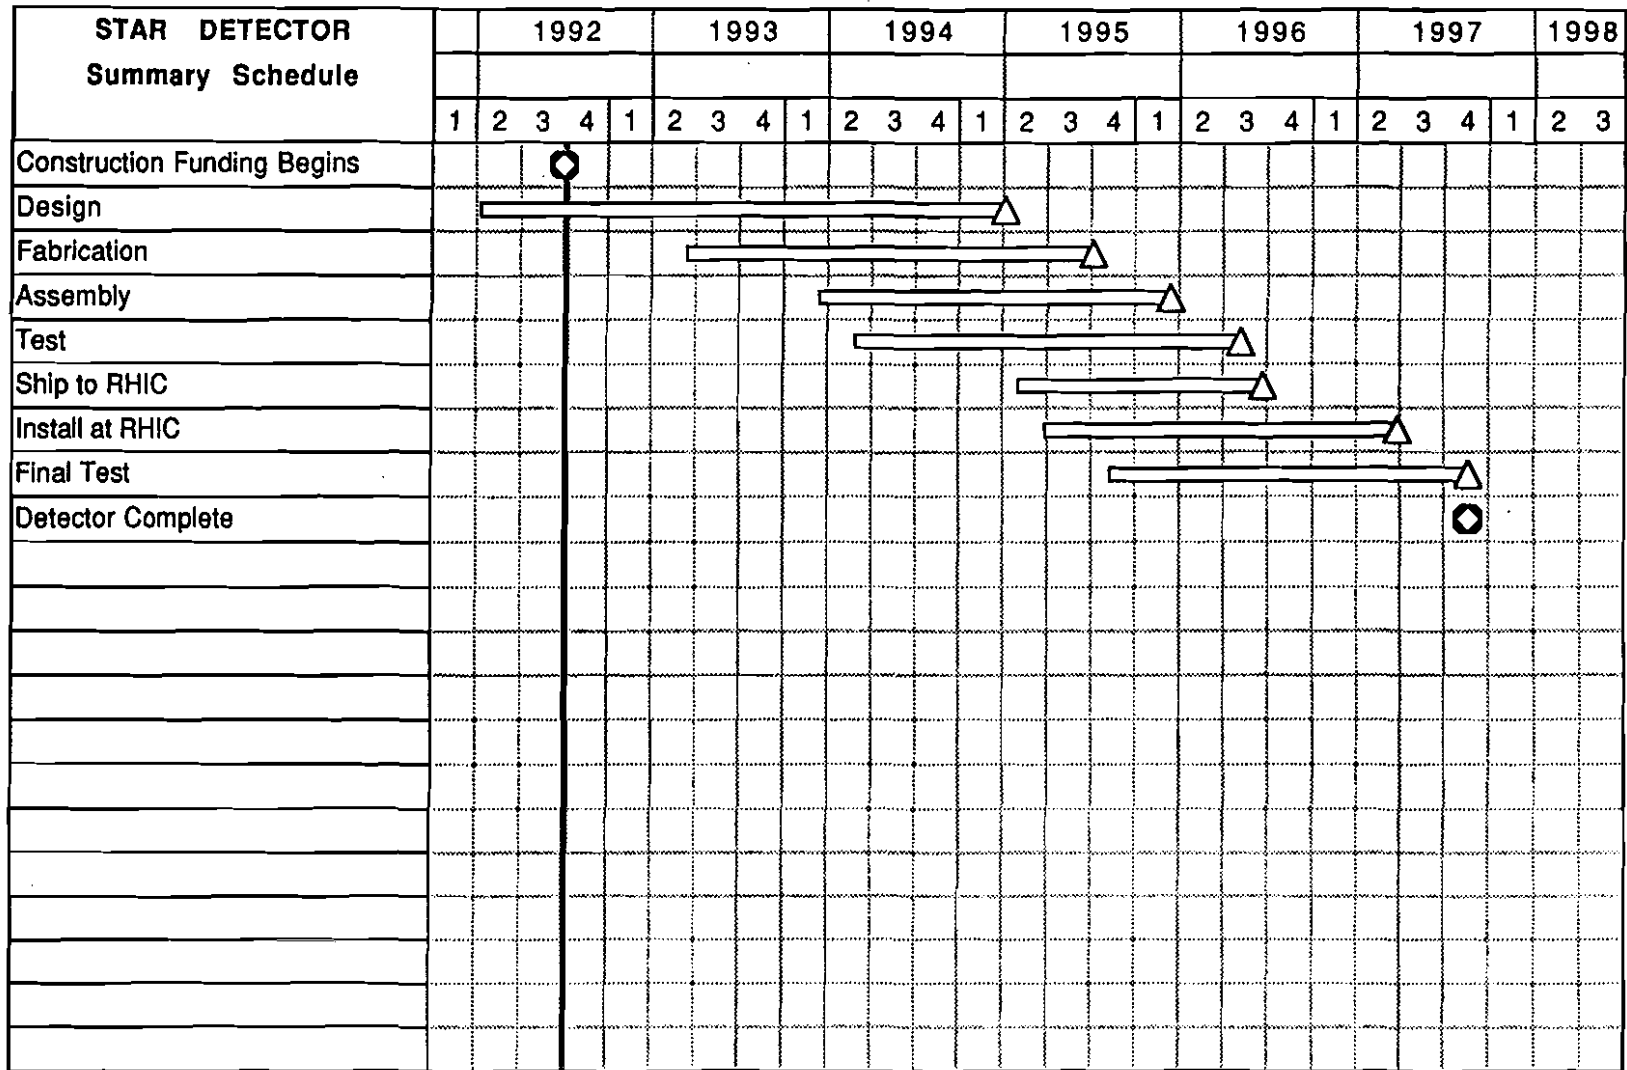 STAR DETECTOR
Summary Schedule
1992 1993 1994 1995 1996 1997 1998
1 2 3 4 1 2 3 4 1 2 3 4 1 2 3 4 1 2 3 4 1 2 3 4 1 2 3
Construction Funding Begins
Design
Fabrication
Assembly
Test
Ship to RHIC
Install at RHIC
Final Test
Detector Complete